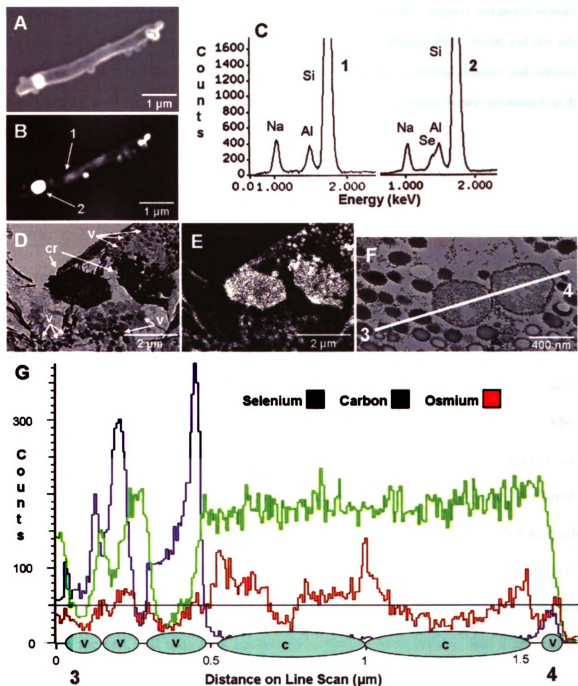 A
1 µm
B
1
2
1 µm
C
Counts
1600
1400
1200
1000
800
600
400
200
0
Si
1
Na
Al
Si
2
Na
Se
Al
0.0 1.000 2.000 1.000 2.000
Energy (keV)
D
cr
v
v
v
2 µm
E
2 µm
F
3
4
400 nm
G
Counts
300
100
0
Selenium
Carbon
Osmium
V
V
V
C
C
V
0
0.5
1
1.5
3
Distance on Line Scan (µm)
4